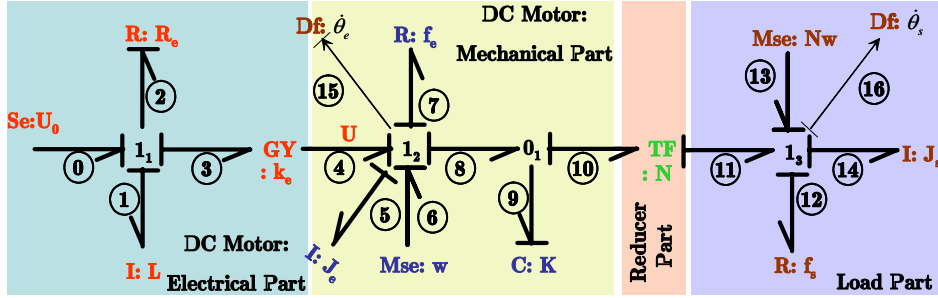 DC Motor:
Mechanical Part
Df: θ̇ₑ
Df: θ̇ₛ
R: Rₑ
R: fₑ
Mse: Nw
15
13
16
2
7
Se:U₀
U
0
1₁
3
GY
: kₑ
4
1₂
8
0₁
10
TF
: N
11
1₃
14
1
5
6
9
12
I: L
DC Motor:
Electrical Part
I: Jₑ
Mse: w
C: K
Reducer
Part
R: fₛ
Load Part